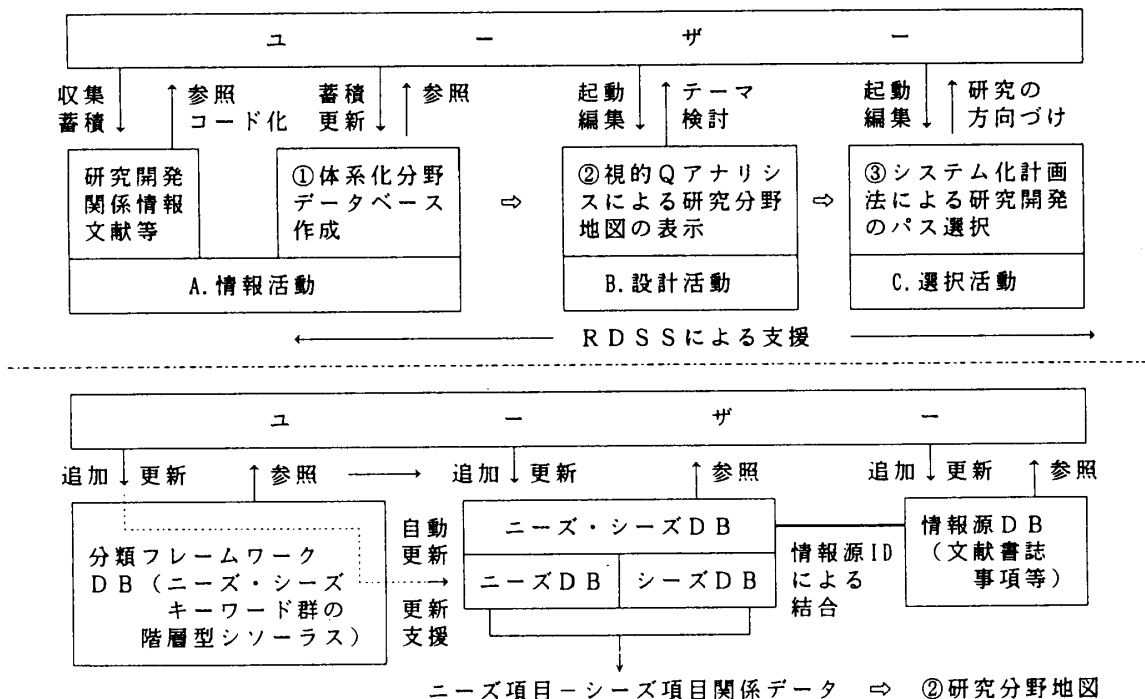 ユーザー
収集 蓄積 ↓ ↑ 参照 コード化
蓄積 更新 ↓ ↑ 参照
起動 編集 ↓ ↑ テーマ 検討
起動 編集 ↓ ↑ 研究の 方向づけ
研究開発
関係情報
文献等
①体系化分野
データベース
作成
⇨
②視的Qアナリシ
スによる研究分野
地図の表示
⇨
③システム化計画
法による研究開発
のパス選択
A.情報活動
B.設計活動
C.選択活動
RDSSによる支援
ユーザー
追加 ↓ 更新 ↑ 参照 → 追加 ↓ 更新 ↑ 参照 追加 ↓ 更新 ↑ 参照
分類フレームワーク
DB(ニーズ・シーズ
キーワード群の
階層型シソーラス)
自動
更新
更新
支援
ニーズ・シーズDB
ニーズDB シーズDB
情報源ID
による
結合
情報源DB
(文献書誌
事項等)
ニーズ項目-シーズ項目関係データ ⇨ ②研究分野地図